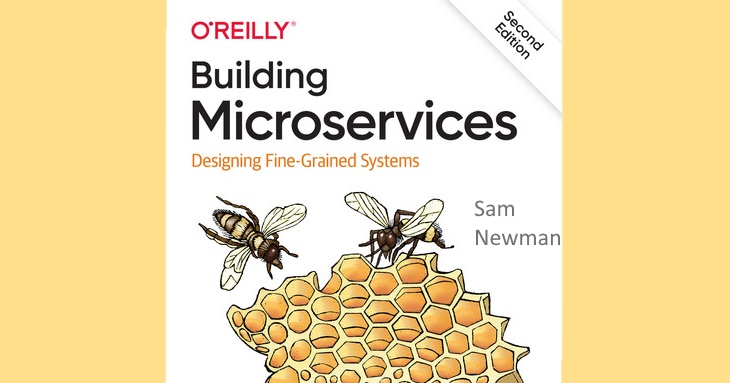 O'REILLY®
Second
Edition
Building
Microservices
Designing Fine-Grained Systems
Sam
Newman